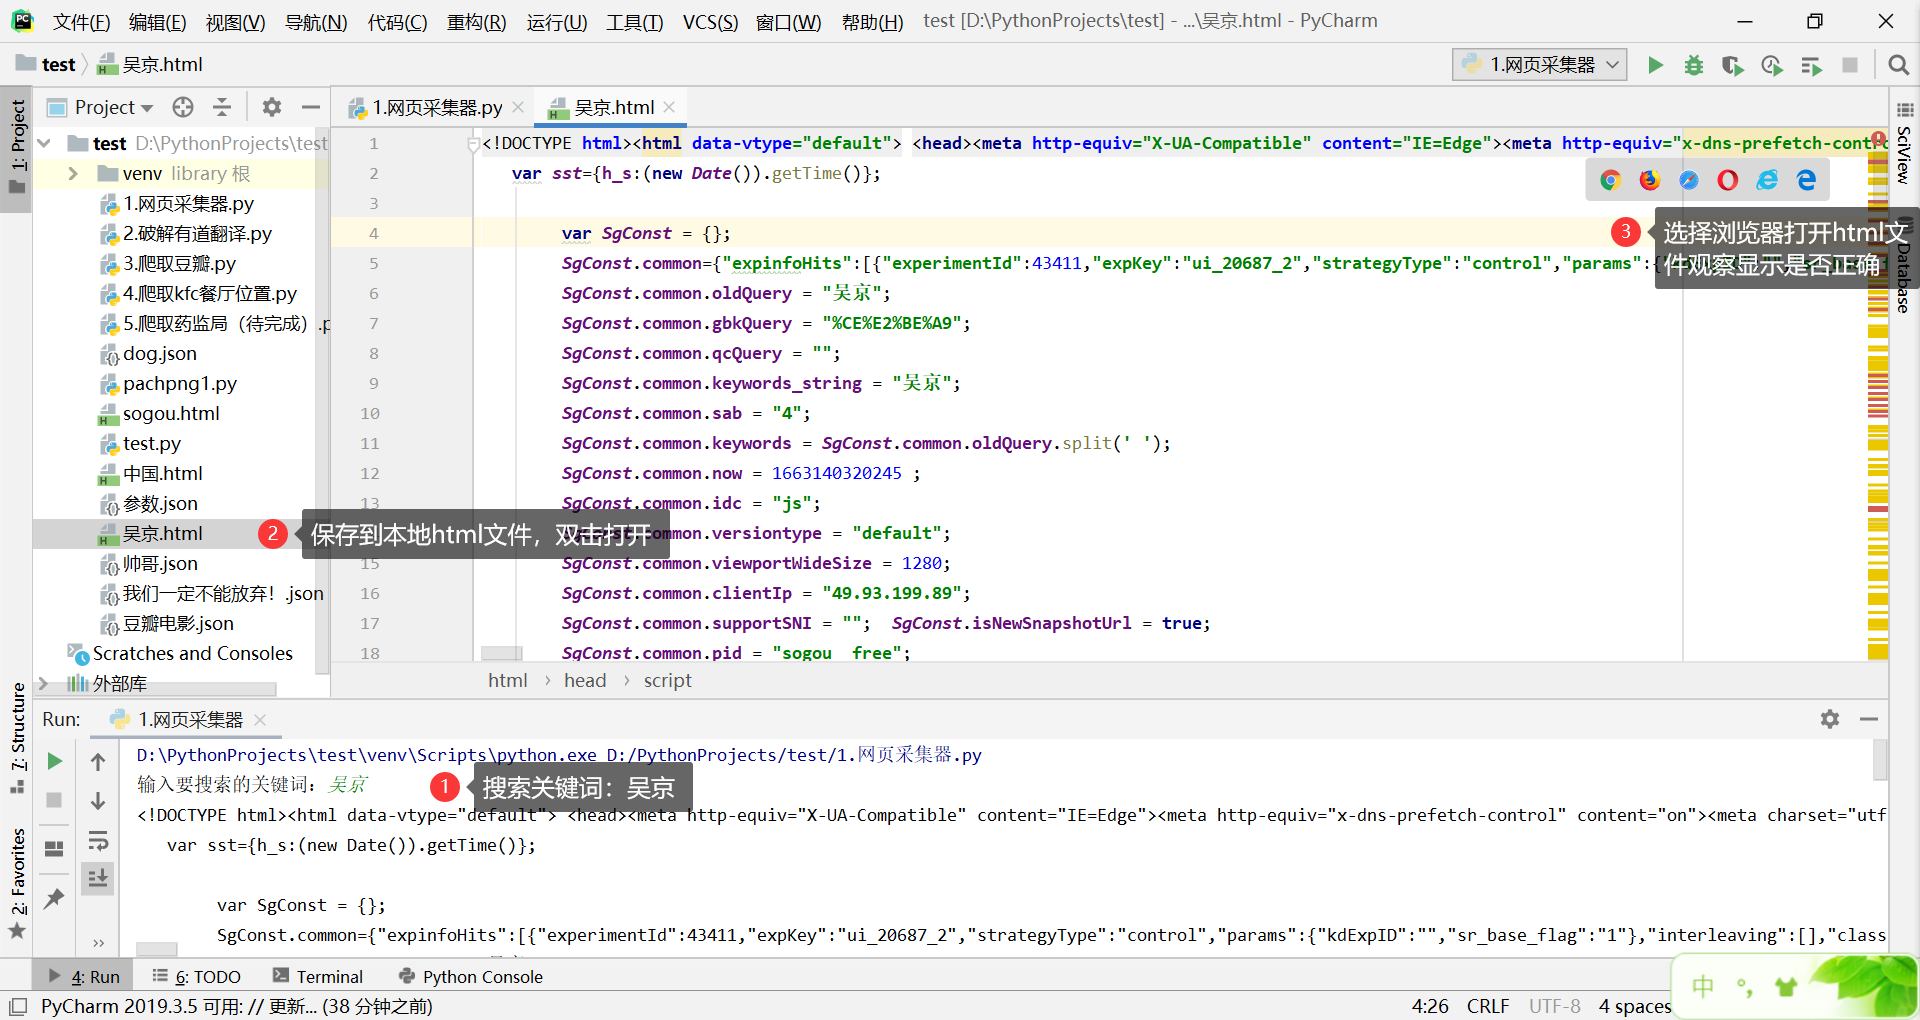 文件(F) 编辑(E) 视图(V) 导航(N) 代码(C) 重构(R) 运行(U) 工具(T) VCS(S) 窗口(W) 帮助(H) test [D:\PythonProjects\test] - ...\吴京.html - PyCharm
test 吴京.html 1.网页采集器
1: Project
Project
1.网页采集器.py
吴京.html
test D:\PythonProjects\test
venv library 根
1.网页采集器.py
2.破解有道翻译.py
3.爬取豆瓣.py
4.爬取kfc餐厅位置.py
5.爬取药监局（待完成）.p
dog.json
pachpng1.py
sogou.html
test.py
中国.html
参数.json
吴京.html
帅哥.json
我们一定不能放弃！.json
豆瓣电影.json
Scratches and Consoles
外部库
1 <!DOCTYPE html><html data-vtype="default"> <head><meta http-equiv="X-UA-Compatible" content="IE=Edge"><meta http-equiv="x-dns-prefetch-contro
2 var sst={h_s:(new Date()).getTime()};
3
4 var SgConst = {};
5 SgConst.common={"expinfoHits":[{"experimentId":43411,"expKey":"ui_20687_2","strategyType":"control","params":{
6 SgConst.common.oldQuery = "吴京";
7 SgConst.common.gbkQuery = "%CE%E2%BE%A9";
8 SgConst.common.qcQuery = "";
9 SgConst.common.keywords_string = "吴京";
10 SgConst.common.sab = "4";
11 SgConst.common.keywords = SgConst.common.oldQuery.split(' ');
12 SgConst.common.now = 1663140320245 ;
13 SgConst.common.idc = "js";
.common.versiontype = "default";
15 SgConst.common.viewportWideSize = 1280;
16 SgConst.common.clientIp = "49.93.199.89";
17 SgConst.common.supportSNI = ""; SgConst.isNewSnapshotUrl = true;
18 SgConst.common.pid = "sogou free";
2 保存到本地html文件，双击打开
3 选择浏览器打开html文
件观察显示是否正确
SciView
Database
html › head › script
7: Structure
2: Favorites
Run: 1.网页采集器
D:\PythonProjects\test\venv\Scripts\python.exe D:/PythonProjects/test/1.网页采集器.py
输入要搜索的关键词：吴京
1 搜索关键词：吴京
<!DOCTYPE html><html data-vtype="default"> <head><meta http-equiv="X-UA-Compatible" content="IE=Edge"><meta http-equiv="x-dns-prefetch-control" content="on"><meta charset="utf
var sst={h_s:(new Date()).getTime()};
var SgConst = {};
SgConst.common={"expinfoHits":[{"experimentId":43411,"expKey":"ui_20687_2","strategyType":"control","params":{"kdExpID":"","sr_base_flag":"1"},"interleaving":[],"class
4: Run 6: TODO Terminal Python Console
PyCharm 2019.3.5 可用: // 更新... (38 分钟之前) 4:26 CRLF UTF-8 4 spaces
中